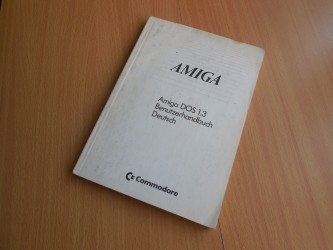 AMIGA
Amiga DOS 1.3
Benutzerhandbuch
Deutsch
Commodore